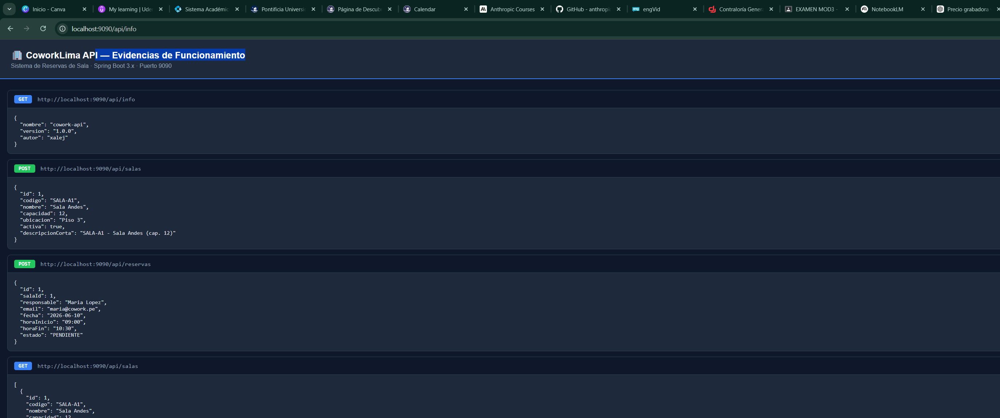 Inicio - Canva
My learning | Ude
Sistema Académic
Pontificia Universi
Página de Descub
Calendar
Anthropic Courses
GitHub - anthropi
eng
engVid
Contraloría Genera
EXAMEN MOD3 -
NotebookLM
Precio grabadora
localhost:9090/api/info
CoworkLima API — Evidencias de Funcionamiento
Sistema de Reservas de Sala · Spring Boot 3.x · Puerto 9090
GET http://localhost:9090/api/info
{
"nombre": "cowork-api",
"version": "1.0.0",
"autor": "xalej"
}
POST http://localhost:9090/api/salas
{
"id": 1,
"codigo": "SALA-A1",
"nombre": "Sala Andes",
"capacidad": 12,
"ubicacion": "Piso 3",
"activa": true,
"descripcionCorta": "SALA-A1 - Sala Andes (cap. 12)"
}
POST http://localhost:9090/api/reservas
{
"id": 1,
"salaId": 1,
"responsable": "Maria Lopez",
"email": "maria@cowork.pe",
"fecha": "2026-06-10",
"horaInicio": "09:00",
"horaFin": "10:30",
"estado": "PENDIENTE"
}
GET http://localhost:9090/api/salas
[
{
"id": 1,
"codigo": "SALA-A1",
"nombre": "Sala Andes",
"capacidad": 12